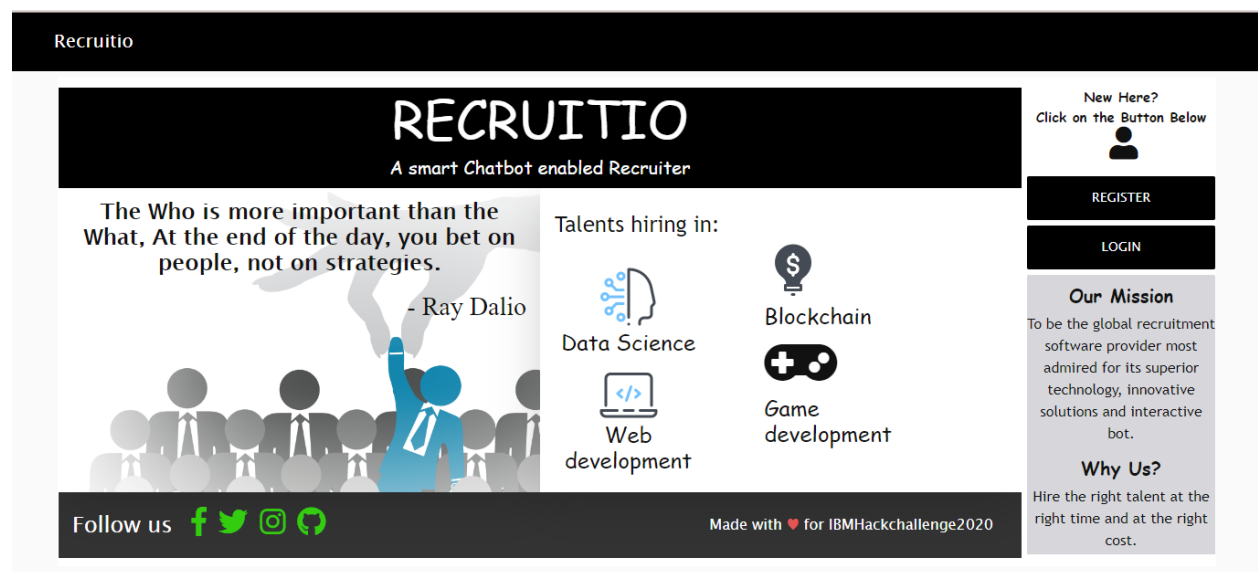 Recruitio
RECRUITIO
A smart Chatbot enabled Recruiter
The Who is more important than the
What, At the end of the day, you bet on
people, not on strategies.
- Ray Dalio
Talents hiring in:
Data Science
Blockchain
Web
development
Game
development
Follow us
Made with ❤ for IBMHackchallenge2020
New Here?
Click on the Button Below
REGISTER
LOGIN
Our Mission
To be the global recruitment
software provider most
admired for its superior
technology, innovative
solutions and interactive
bot.
Why Us?
Hire the right talent at the
right time and at the right
cost.